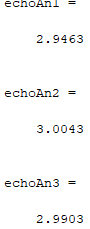 echoAn1 =
2.9463
echoAn2 =
3.0043
echoAn3 =
2.9903